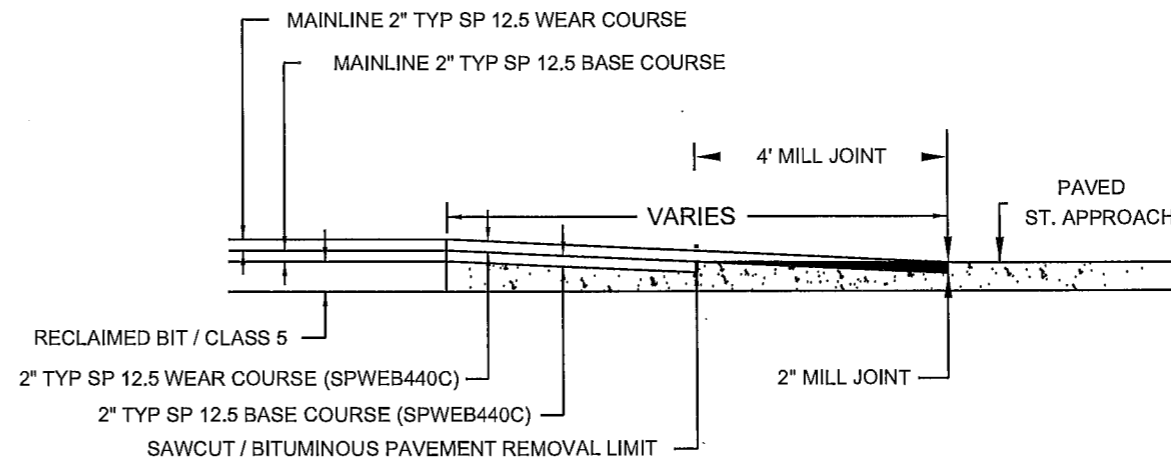 MAINLINE 2" TYP SP 12.5 WEAR COURSE
MAINLINE 2" TYP SP 12.5 BASE COURSE
4' MILL JOINT
PAVED
ST. APPROACH
VARIES
RECLAIMED BIT / CLASS 5
2" TYP SP 12.5 WEAR COURSE (SPWEB440C)
2" MILL JOINT
2" TYP SP 12.5 BASE COURSE (SPWEB440C)
SAWCUT / BITUMINOUS PAVEMENT REMOVAL LIMIT